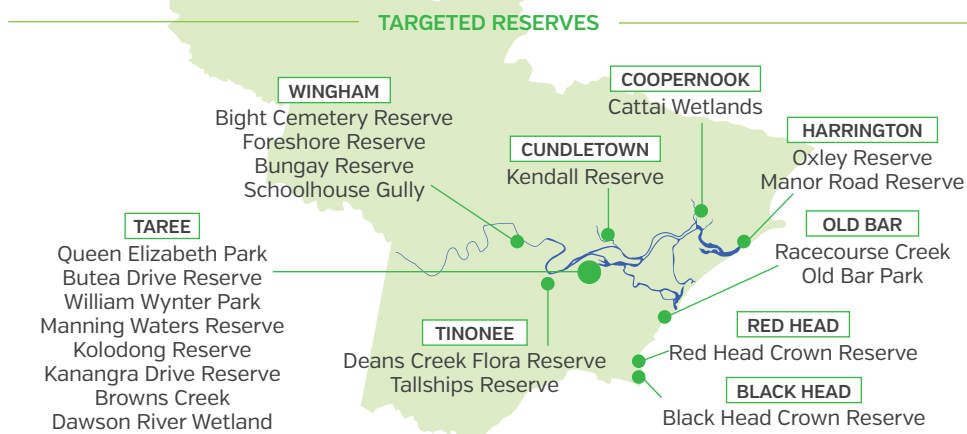 TARGETED RESERVES
WINGHAM
Bight Cemetery Reserve
Foreshore Reserve
Bungay Reserve
Schoolhouse Gully
COOPERNOOK
Cattai Wetlands
CUNDLETOWN
Kendall Reserve
HARRINGTON
Oxley Reserve
Manor Road Reserve
TAREE
Queen Elizabeth Park
Butea Drive Reserve
William Wynter Park
Manning Waters Reserve
Kolodong Reserve
Kanangra Drive Reserve
Browns Creek
Dawson River Wetland
OLD BAR
Racecourse Creek
Old Bar Park
TINONEE
Deans Creek Flora Reserve
Tallships Reserve
RED HEAD
Red Head Crown Reserve
BLACK HEAD
Black Head Crown Reserve